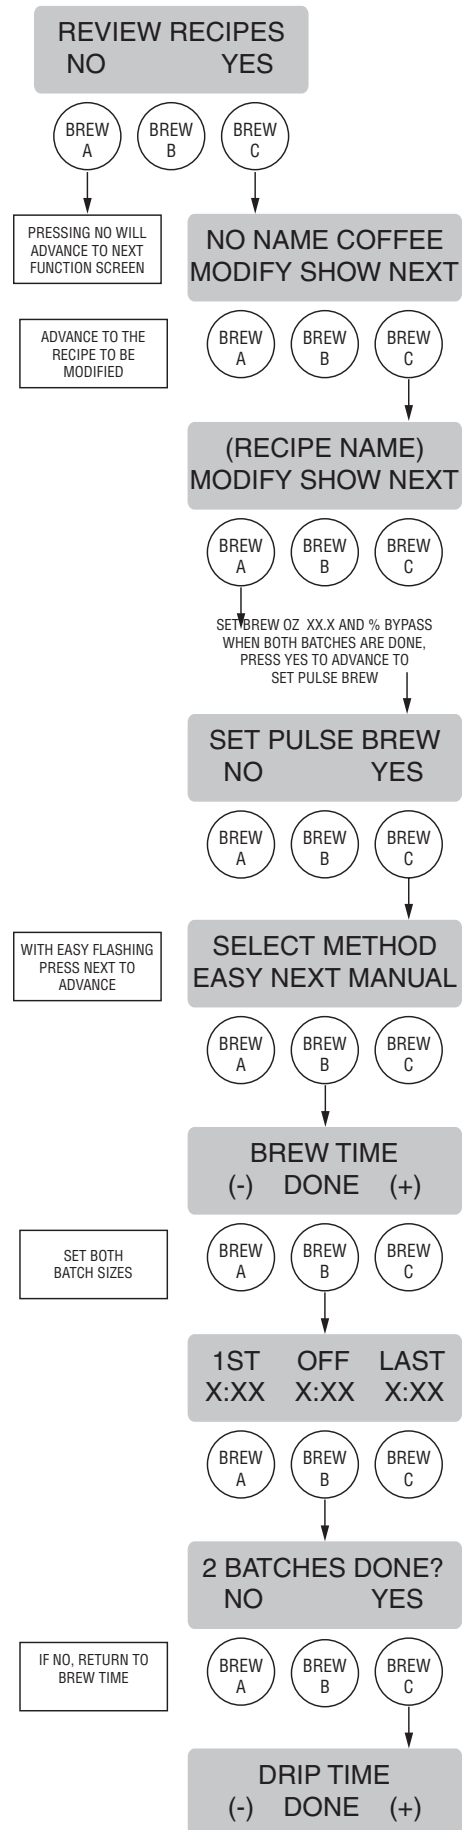 REVIEW RECIPES
NO YES
BREW A
BREW B
BREW C
PRESSING NO WILL
ADVANCE TO NEXT
FUNCTION SCREEN
NO NAME COFFEE
MODIFY SHOW NEXT
ADVANCE TO THE
RECIPE TO BE
MODIFIED
BREW A
BREW B
BREW C
(RECIPE NAME)
MODIFY SHOW NEXT
BREW A
BREW B
BREW C
SET BREW OZ XX.X AND % BYPASS
WHEN BOTH BATCHES ARE DONE,
PRESS YES TO ADVANCE TO
SET PULSE BREW
SET PULSE BREW
NO YES
BREW A
BREW B
BREW C
WITH EASY FLASHING
PRESS NEXT TO
ADVANCE
SELECT METHOD
EASY NEXT MANUAL
BREW A
BREW B
BREW C
BREW TIME
(-) DONE (+)
SET BOTH
BATCH SIZES
BREW A
BREW B
BREW C
1ST OFF LAST
X:XX X:XX X:XX
BREW A
BREW B
BREW C
2 BATCHES DONE?
NO YES
IF NO, RETURN TO
BREW TIME
BREW A
BREW B
BREW C
DRIP TIME
(-) DONE (+)